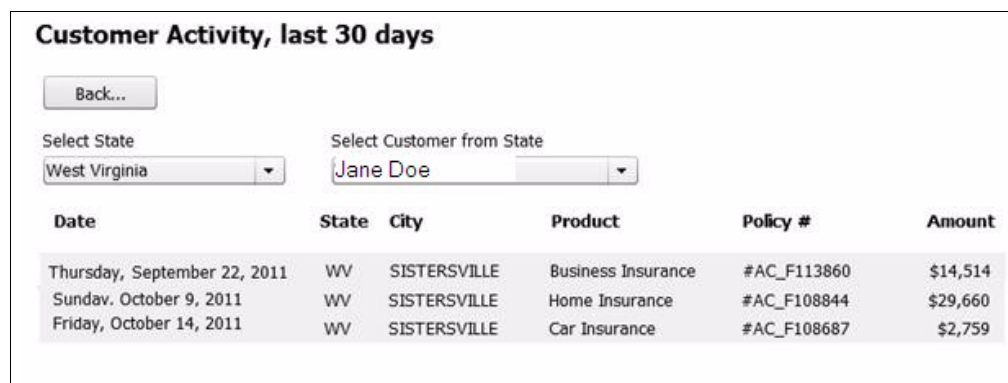 Customer Activity, last 30 days
Back...
Select State Select Customer from State
West Virginia Jane Doe
Date State City Product Policy # Amount
Thursday, September 22, 2011 WV SISTERSVILLE Business Insurance #AC_F113860 $14,514
Sunday. October 9, 2011 WV SISTERSVILLE Home Insurance #AC_F108844 $29,660
Friday, October 14, 2011 WV SISTERSVILLE Car Insurance #AC_F108687 $2,759